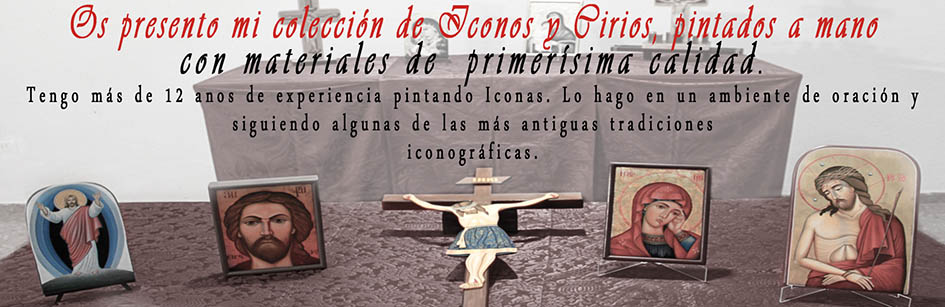 Os presento mi colección de Iconos y Cirios, pintados a mano
con materiales de primerísima calidad.
Tengo más de 12 anos de experiencia pintando Iconas. Lo hago en un ambiente de oración y
siguiendo algunas de las más antiguas tradiciones
iconográficas.